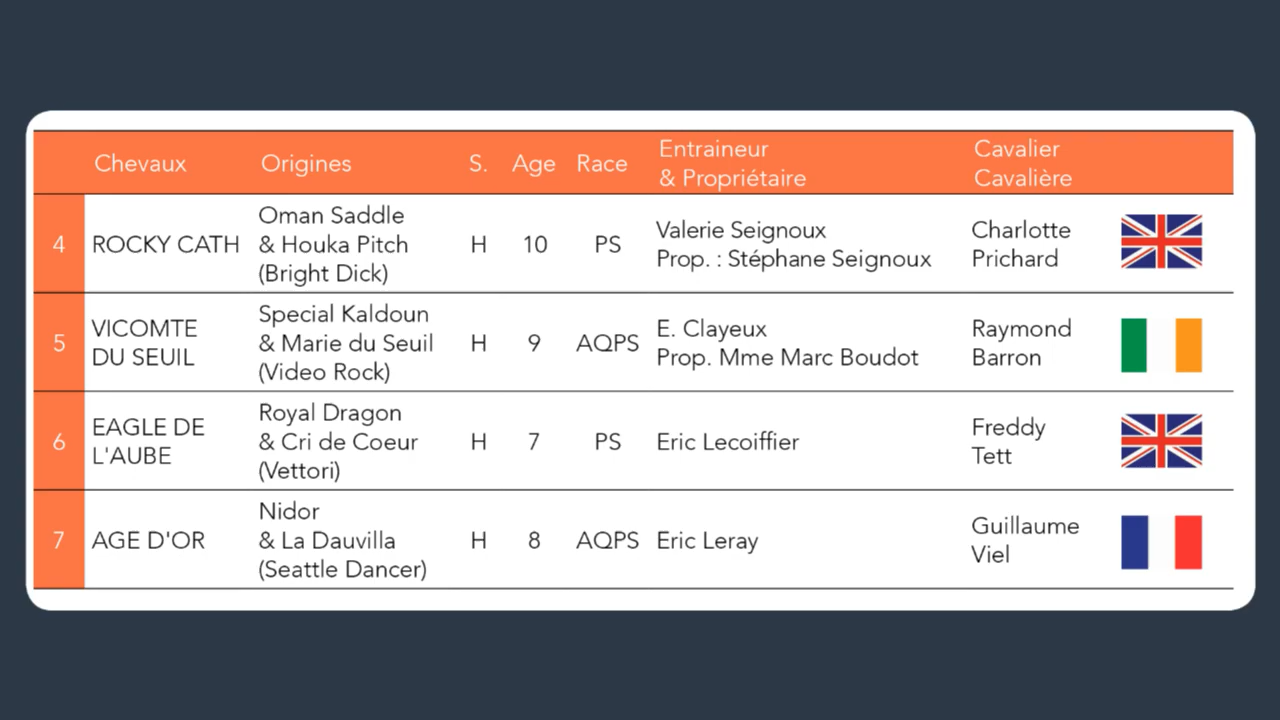 Chevaux Origines S. Age Race Entraineur & Propriétaire Cavalier Cavalière
4 ROCKY CATH Oman Saddle & Houka Pitch (Bright Dick) H 10 PS Valerie Seignoux Prop. : Stéphane Seignoux Charlotte Prichard
5 VICOMTE DU SEUIL Special Kaldoun & Marie du Seuil (Video Rock) H 9 AQPS E. Clayeux Prop. Mme Marc Boudot Raymond Barron
6 EAGLE DE L'AUBE Royal Dragon & Cri de Coeur (Vettori) H 7 PS Eric Lecoiffier Freddy Tett
7 AGE D'OR Nidor & La Dauvilla (Seattle Dancer) H 8 AQPS Eric Leray Guillaume Viel